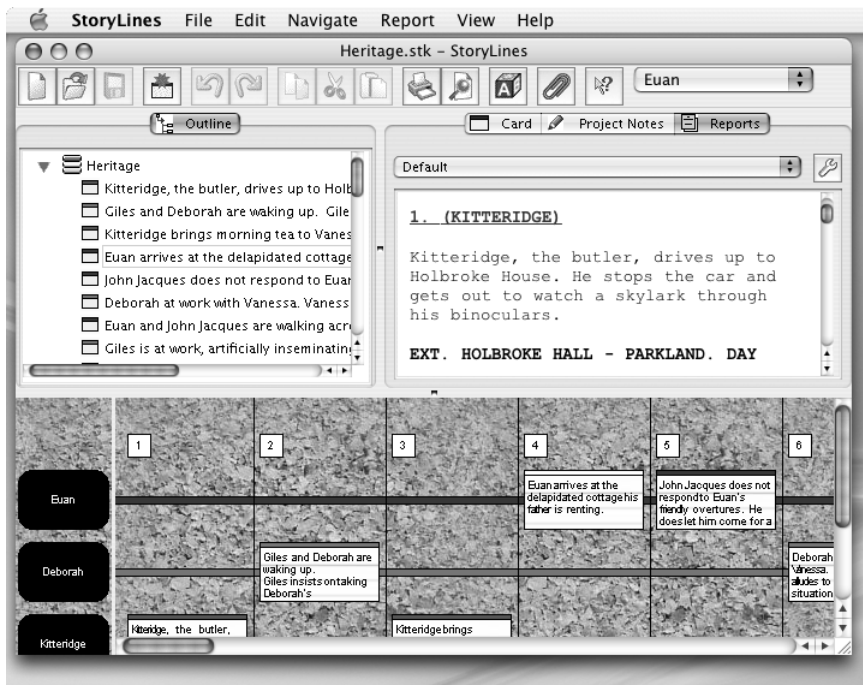 StoryLines File Edit Navigate Report View Help
Heritage.stk – StoryLines
Euan
Outline
Card Project Notes Reports
Heritage
Kitteridge, the butler, drives up to Holb
Giles and Deborah are waking up. Gile
Kitteridge brings morning tea to Vanes
Euan arrives at the delapidated cottage
John Jacques does not respond to Euan
Deborah at work with Vanessa. Vaness
Euan and John Jacques are walking acr
Giles is at work, artificially inseminating
Default
1. (KITTERIDGE)
Kitteridge, the butler, drives up to
Holbroke House. He stops the car and
gets out to watch a skylark through
his binoculars.
EXT. HOLBROKE HALL - PARKLAND. DAY
1 2 3 4 5 6
Euan
Euan arrives at the
delapidated cottage his
father is renting.
John Jacques does not
respond to Euan's
friendly overtures. He
does let him come for a
Deborah
Giles and Deborah are
waking up.
Giles insists on taking
Deborah's
Deborah
Vanessa.
alludes to
situation
Kitteridge
Kitteridge, the butler,
Kitteridge brings